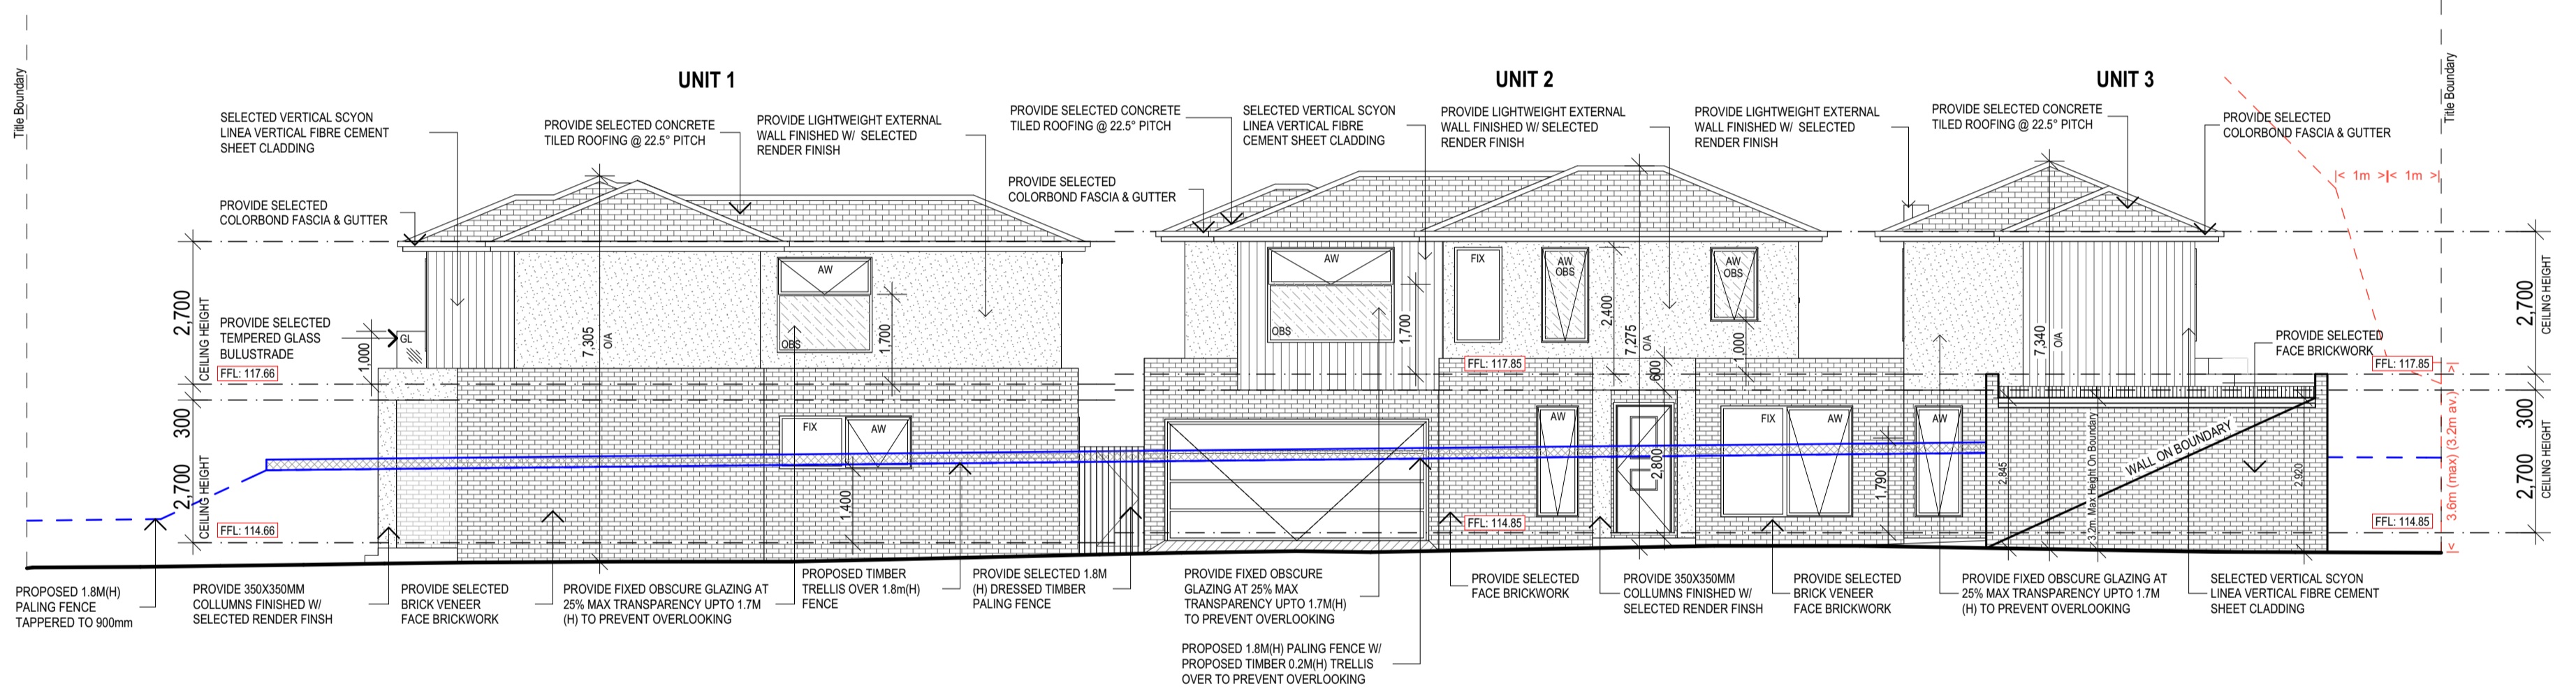 Title Boundary
UNIT 1
UNIT 2
UNIT 3
Title Boundary
SELECTED VERTICAL SCYON
LINEA VERTICAL FIBRE CEMENT
SHEET CLADDING
PROVIDE SELECTED CONCRETE
TILED ROOFING @ 22.5° PITCH
PROVIDE LIGHTWEIGHT EXTERNAL
WALL FINISHED W/ SELECTED
RENDER FINISH
PROVIDE SELECTED CONCRETE
TILED ROOFING @ 22.5° PITCH
SELECTED VERTICAL SCYON
LINEA VERTICAL FIBRE
CEMENT SHEET CLADDING
PROVIDE LIGHTWEIGHT EXTERNAL
WALL FINISHED W/ SELECTED
RENDER FINISH
PROVIDE LIGHTWEIGHT EXTERNAL
WALL FINISHED W/ SELECTED
RENDER FINISH
PROVIDE SELECTED CONCRETE
TILED ROOFING @ 22.5° PITCH
PROVIDE SELECTED
COLORBOND FASCIA & GUTTER
PROVIDE SELECTED
COLORBOND FASCIA & GUTTER
PROVIDE SELECTED
COLORBOND FASCIA & GUTTER
|< 1m >|< 1m >|
2,700
CEILING HEIGHT
PROVIDE SELECTED
TEMPERED GLASS
BULUSTRADE
1,000
GL
FFL: 117.66
300
2,700
CEILING HEIGHT
FFL: 114.66
7,305
O/A
AW
OBS
1,700
FIX
AW
1,400
AW
OBS
1,700
FIX
AW
OBS
2,400
7,275
O/A
AW
OBS
1,000
600
FFL: 117.85
AW
2,800
FFL: 114.85
FIX
AW
1,790
AW
7,340
O/A
PROVIDE SELECTED
FACE BRICKWORK
FFL: 117.85
WALL ON BOUNDARY
2,845
3.2m Max Height On Boundary
2,920
FFL: 114.85
3.6m (max) (3.2m av.)
2,700
CEILING HEIGHT
300
2,700
CEILING HEIGHT
PROPOSED 1.8M(H)
PALING FENCE
TAPPERED TO 900mm
PROVIDE 350X350MM
COLLUMNS FINISHED W/
SELECTED RENDER FINSH
PROVIDE SELECTED
BRICK VENEER
FACE BRICKWORK
PROVIDE FIXED OBSCURE GLAZING AT
25% MAX TRANSPARENCY UPTO 1.7M
(H) TO PREVENT OVERLOOKING
PROPOSED TIMBER
TRELLIS OVER 1.8m(H)
FENCE
PROVIDE SELECTED 1.8M
(H) DRESSED TIMBER
PALING FENCE
PROVIDE FIXED OBSCURE
GLAZING AT 25% MAX
TRANSPARENCY UPTO 1.7M(H)
TO PREVENT OVERLOOKING
PROPOSED 1.8M(H) PALING FENCE W/
PROPOSED TIMBER 0.2M(H) TRELLIS
OVER TO PREVENT OVERLOOKING
PROVIDE SELECTED
FACE BRICKWORK
PROVIDE 350X350MM
COLLUMNS FINISHED W/
SELECTED RENDER FINSH
PROVIDE SELECTED
BRICK VENEER
FACE BRICKWORK
PROVIDE FIXED OBSCURE GLAZING AT
25% MAX TRANSPARENCY UPTO 1.7M
(H) TO PREVENT OVERLOOKING
SELECTED VERTICAL SCYON
LINEA VERTICAL FIBRE CEMENT
SHEET CLADDING